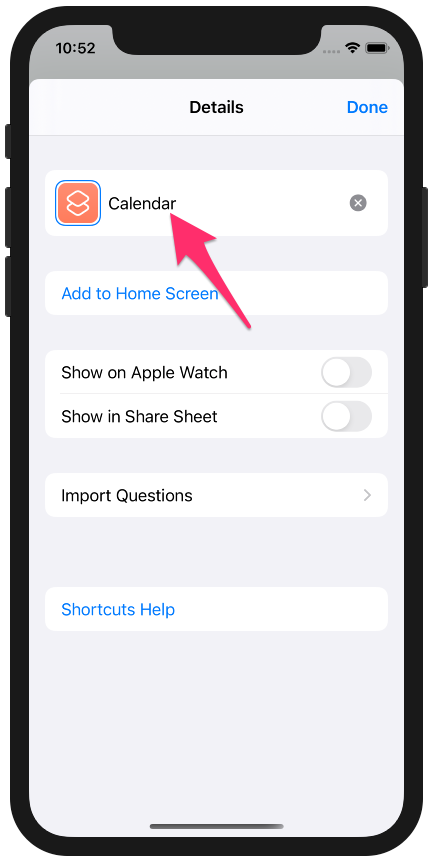 10:52
Details
Done
Calendar
Add to Home Screen
Show on Apple Watch
Show in Share Sheet
Import Questions
Shortcuts Help